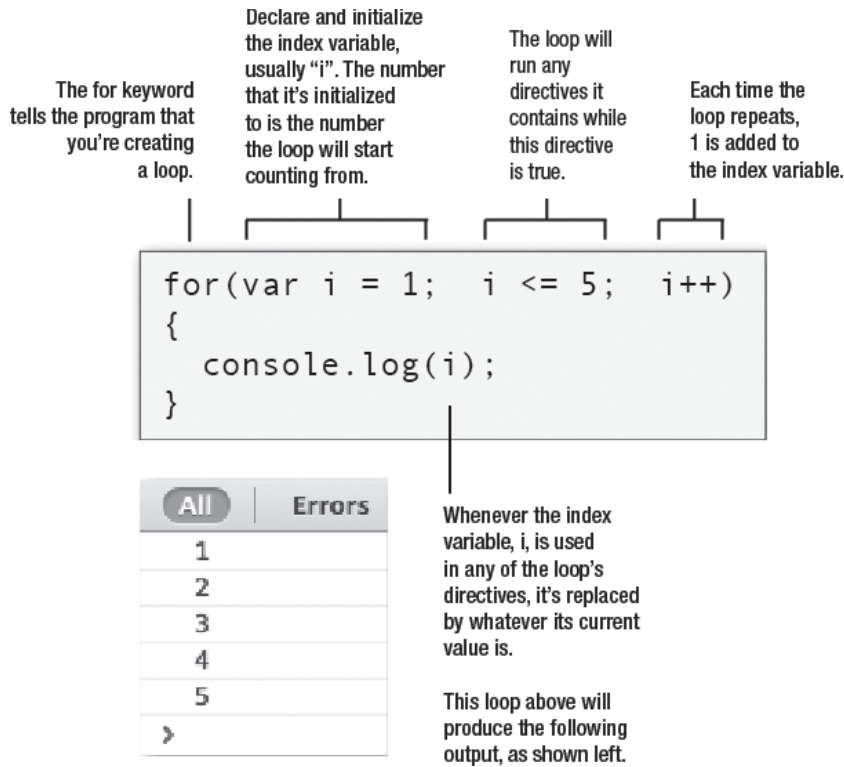 The for keyword
tells the program that
you're creating
a loop.
Declare and initialize
the index variable,
usually “i”. The number
that it's initialized
to is the number
the loop will start
counting from.
The loop will
run any
directives it
contains while
this directive
is true.
Each time the
loop repeats,
1 is added to
the index variable.
for(var i = 1;  i <= 5;  i++)
{
  console.log(i);
}
All Errors
1
2
3
4
5
>
Whenever the index
variable, i, is used
in any of the loop's
directives, it's replaced
by whatever its current
value is.
This loop above will
produce the following
output, as shown left.